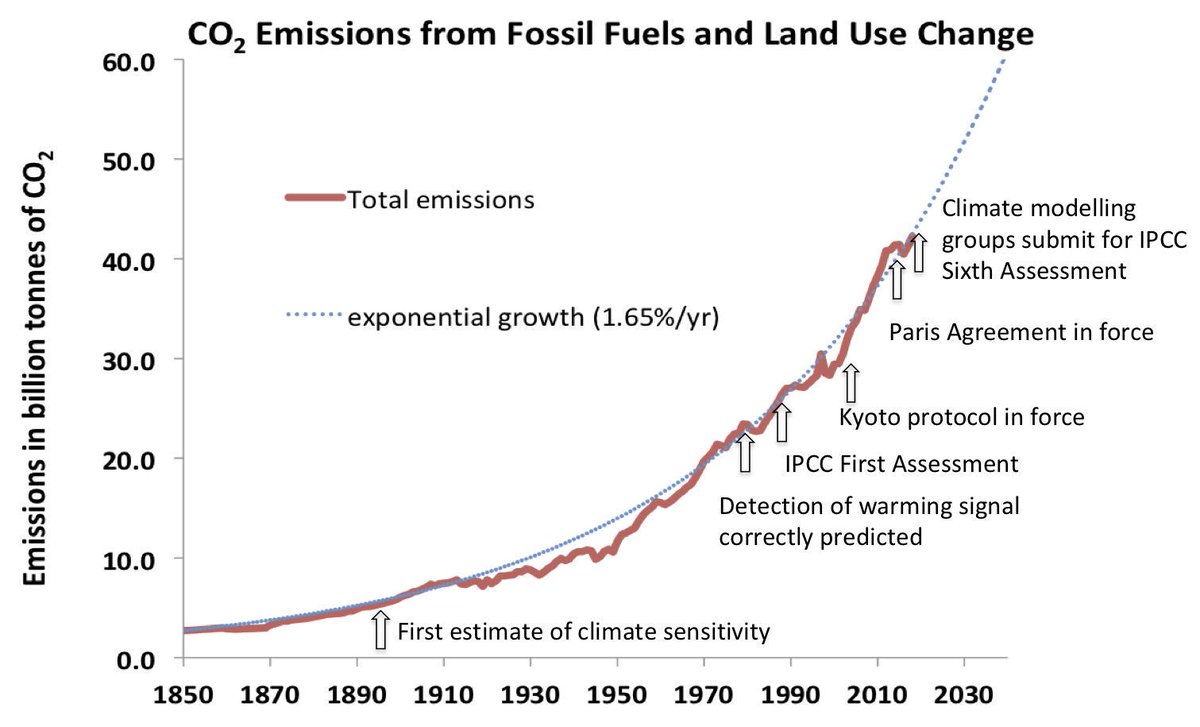 CO₂ Emissions from Fossil Fuels and Land Use Change
Emissions in billion tonnes of CO₂
60.0
50.0
40.0
30.0
20.0
10.0
0.0
Total emissions
exponential growth (1.65%/yr)
Climate modelling
groups submit for IPCC
Sixth Assessment
Paris Agreement in force
Kyoto protocol in force
IPCC First Assessment
Detection of warming signal
correctly predicted
First estimate of climate sensitivity
1850 1870 1890 1910 1930 1950 1970 1990 2010 2030